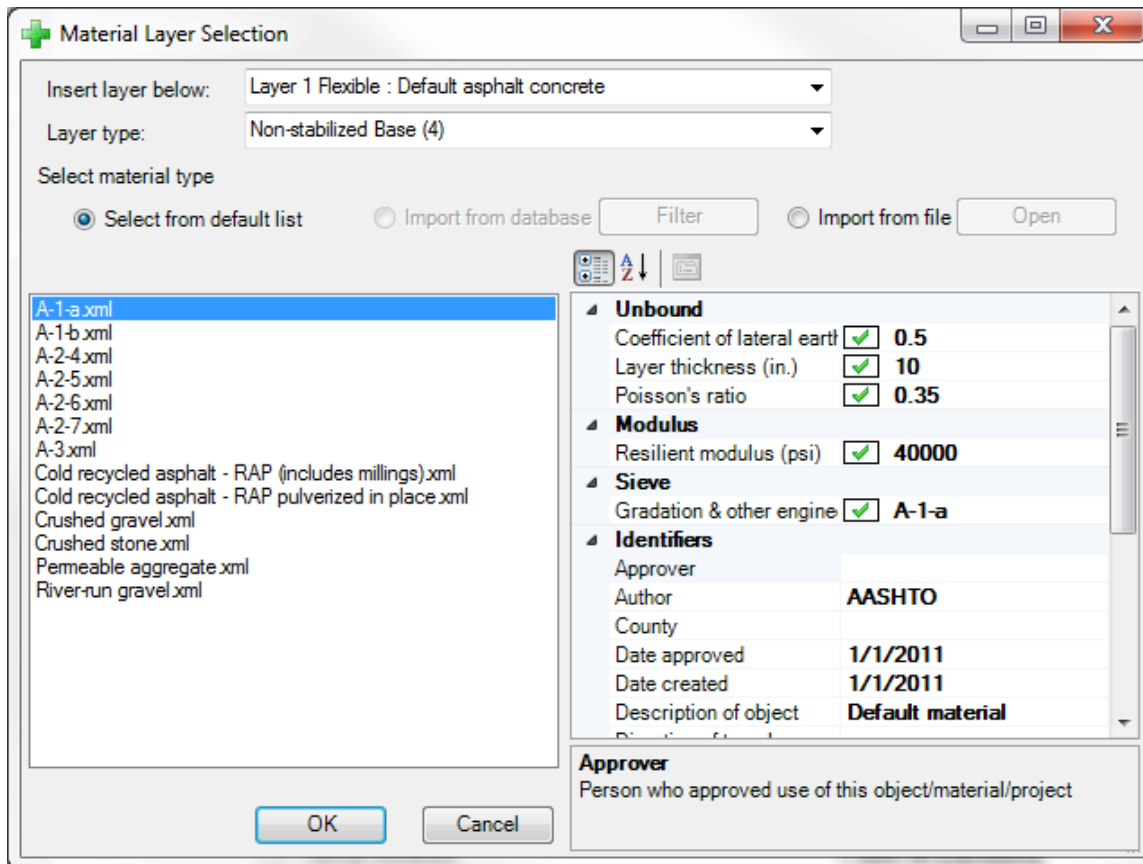 Material Layer Selection
Insert layer below: Layer 1 Flexible : Default asphalt concrete
Layer type: Non-stabilized Base (4)
Select material type
Select from default list Import from database Filter Import from file Open
A-1-a.xml
A-1-b.xml
A-2-4.xml
A-2-5.xml
A-2-6.xml
A-2-7.xml
A-3.xml
Cold recycled asphalt - RAP (includes millings).xml
Cold recycled asphalt - RAP pulverized in place.xml
Crushed gravel.xml
Crushed stone.xml
Permeable aggregate.xml
River-run gravel.xml
Unbound
Coefficient of lateral earth 0.5
Layer thickness (in.) 10
Poisson's ratio 0.35
Modulus
Resilient modulus (psi) 40000
Sieve
Gradation & other engine A-1-a
Identifiers
Approver
Author AASHTO
County
Date approved 1/1/2011
Date created 1/1/2011
Description of object Default material
Approver
Person who approved use of this object/material/project
OK Cancel